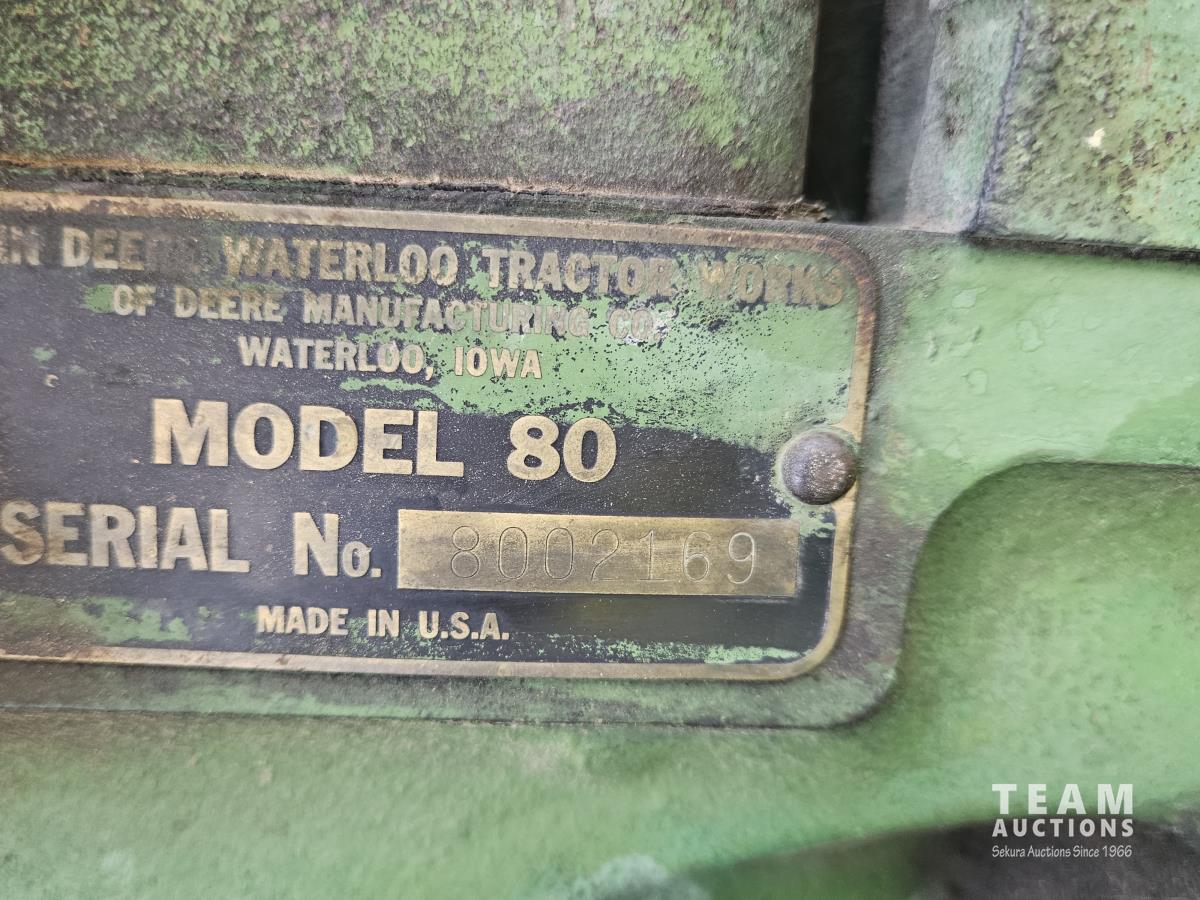 HN DEERE WATERLOO TRACTOR WORKS
OF DEERE MANUFACTURING CO.
WATERLOO, IOWA
MODEL 80
SERIAL No. 8002169
MADE IN U.S.A.
TEAM
AUCTIONS
Sekura Auctions Since 1966